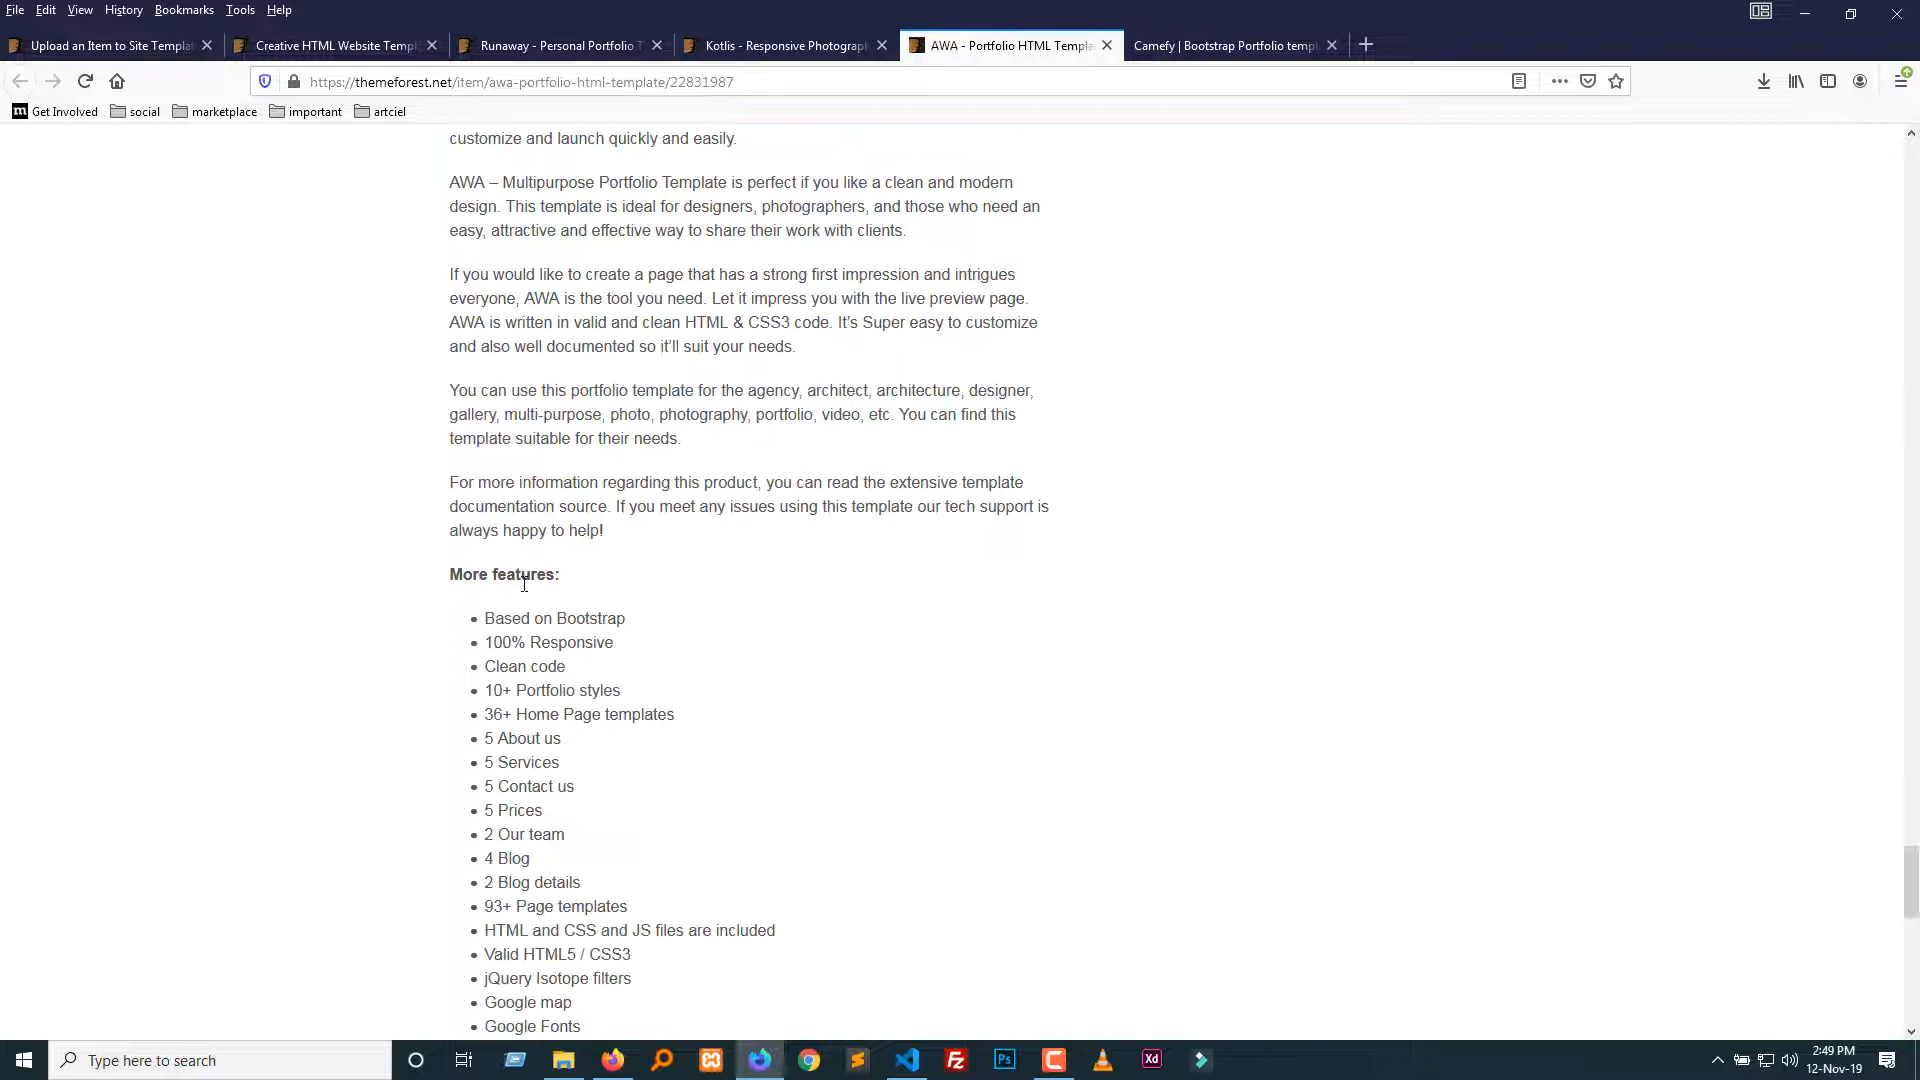 File Edit View History Bookmarks Tools Help
Upload an Item to Site Templat
Creative HTML Website Templ
Runaway - Personal Portfolio T
Kotlis - Responsive Photograph
AWA - Portfolio HTML Templa
Camefy | Bootstrap Portfolio temp
https://themeforest.net/item/awa-portfolio-html-template/22831987
Get Involved social marketplace important artciel
customize and launch quickly and easily.
AWA – Multipurpose Portfolio Template is perfect if you like a clean and modern
design. This template is ideal for designers, photographers, and those who need an
easy, attractive and effective way to share their work with clients.
If you would like to create a page that has a strong first impression and intrigues
everyone, AWA is the tool you need. Let it impress you with the live preview page.
AWA is written in valid and clean HTML & CSS3 code. It’s Super easy to customize
and also well documented so it’ll suit your needs.
You can use this portfolio template for the agency, architect, architecture, designer,
gallery, multi-purpose, photo, photography, portfolio, video, etc. You can find this
template suitable for their needs.
For more information regarding this product, you can read the extensive template
documentation source. If you meet any issues using this template our tech support is
always happy to help!
More features:
Based on Bootstrap
100% Responsive
Clean code
10+ Portfolio styles
36+ Home Page templates
5 About us
5 Services
5 Contact us
5 Prices
2 Our team
4 Blog
2 Blog details
93+ Page templates
HTML and CSS and JS files are included
Valid HTML5 / CSS3
jQuery Isotope filters
Google map
Google Fonts
Type here to search
Fz
Ps
Xd
2:49 PM
12-Nov-19